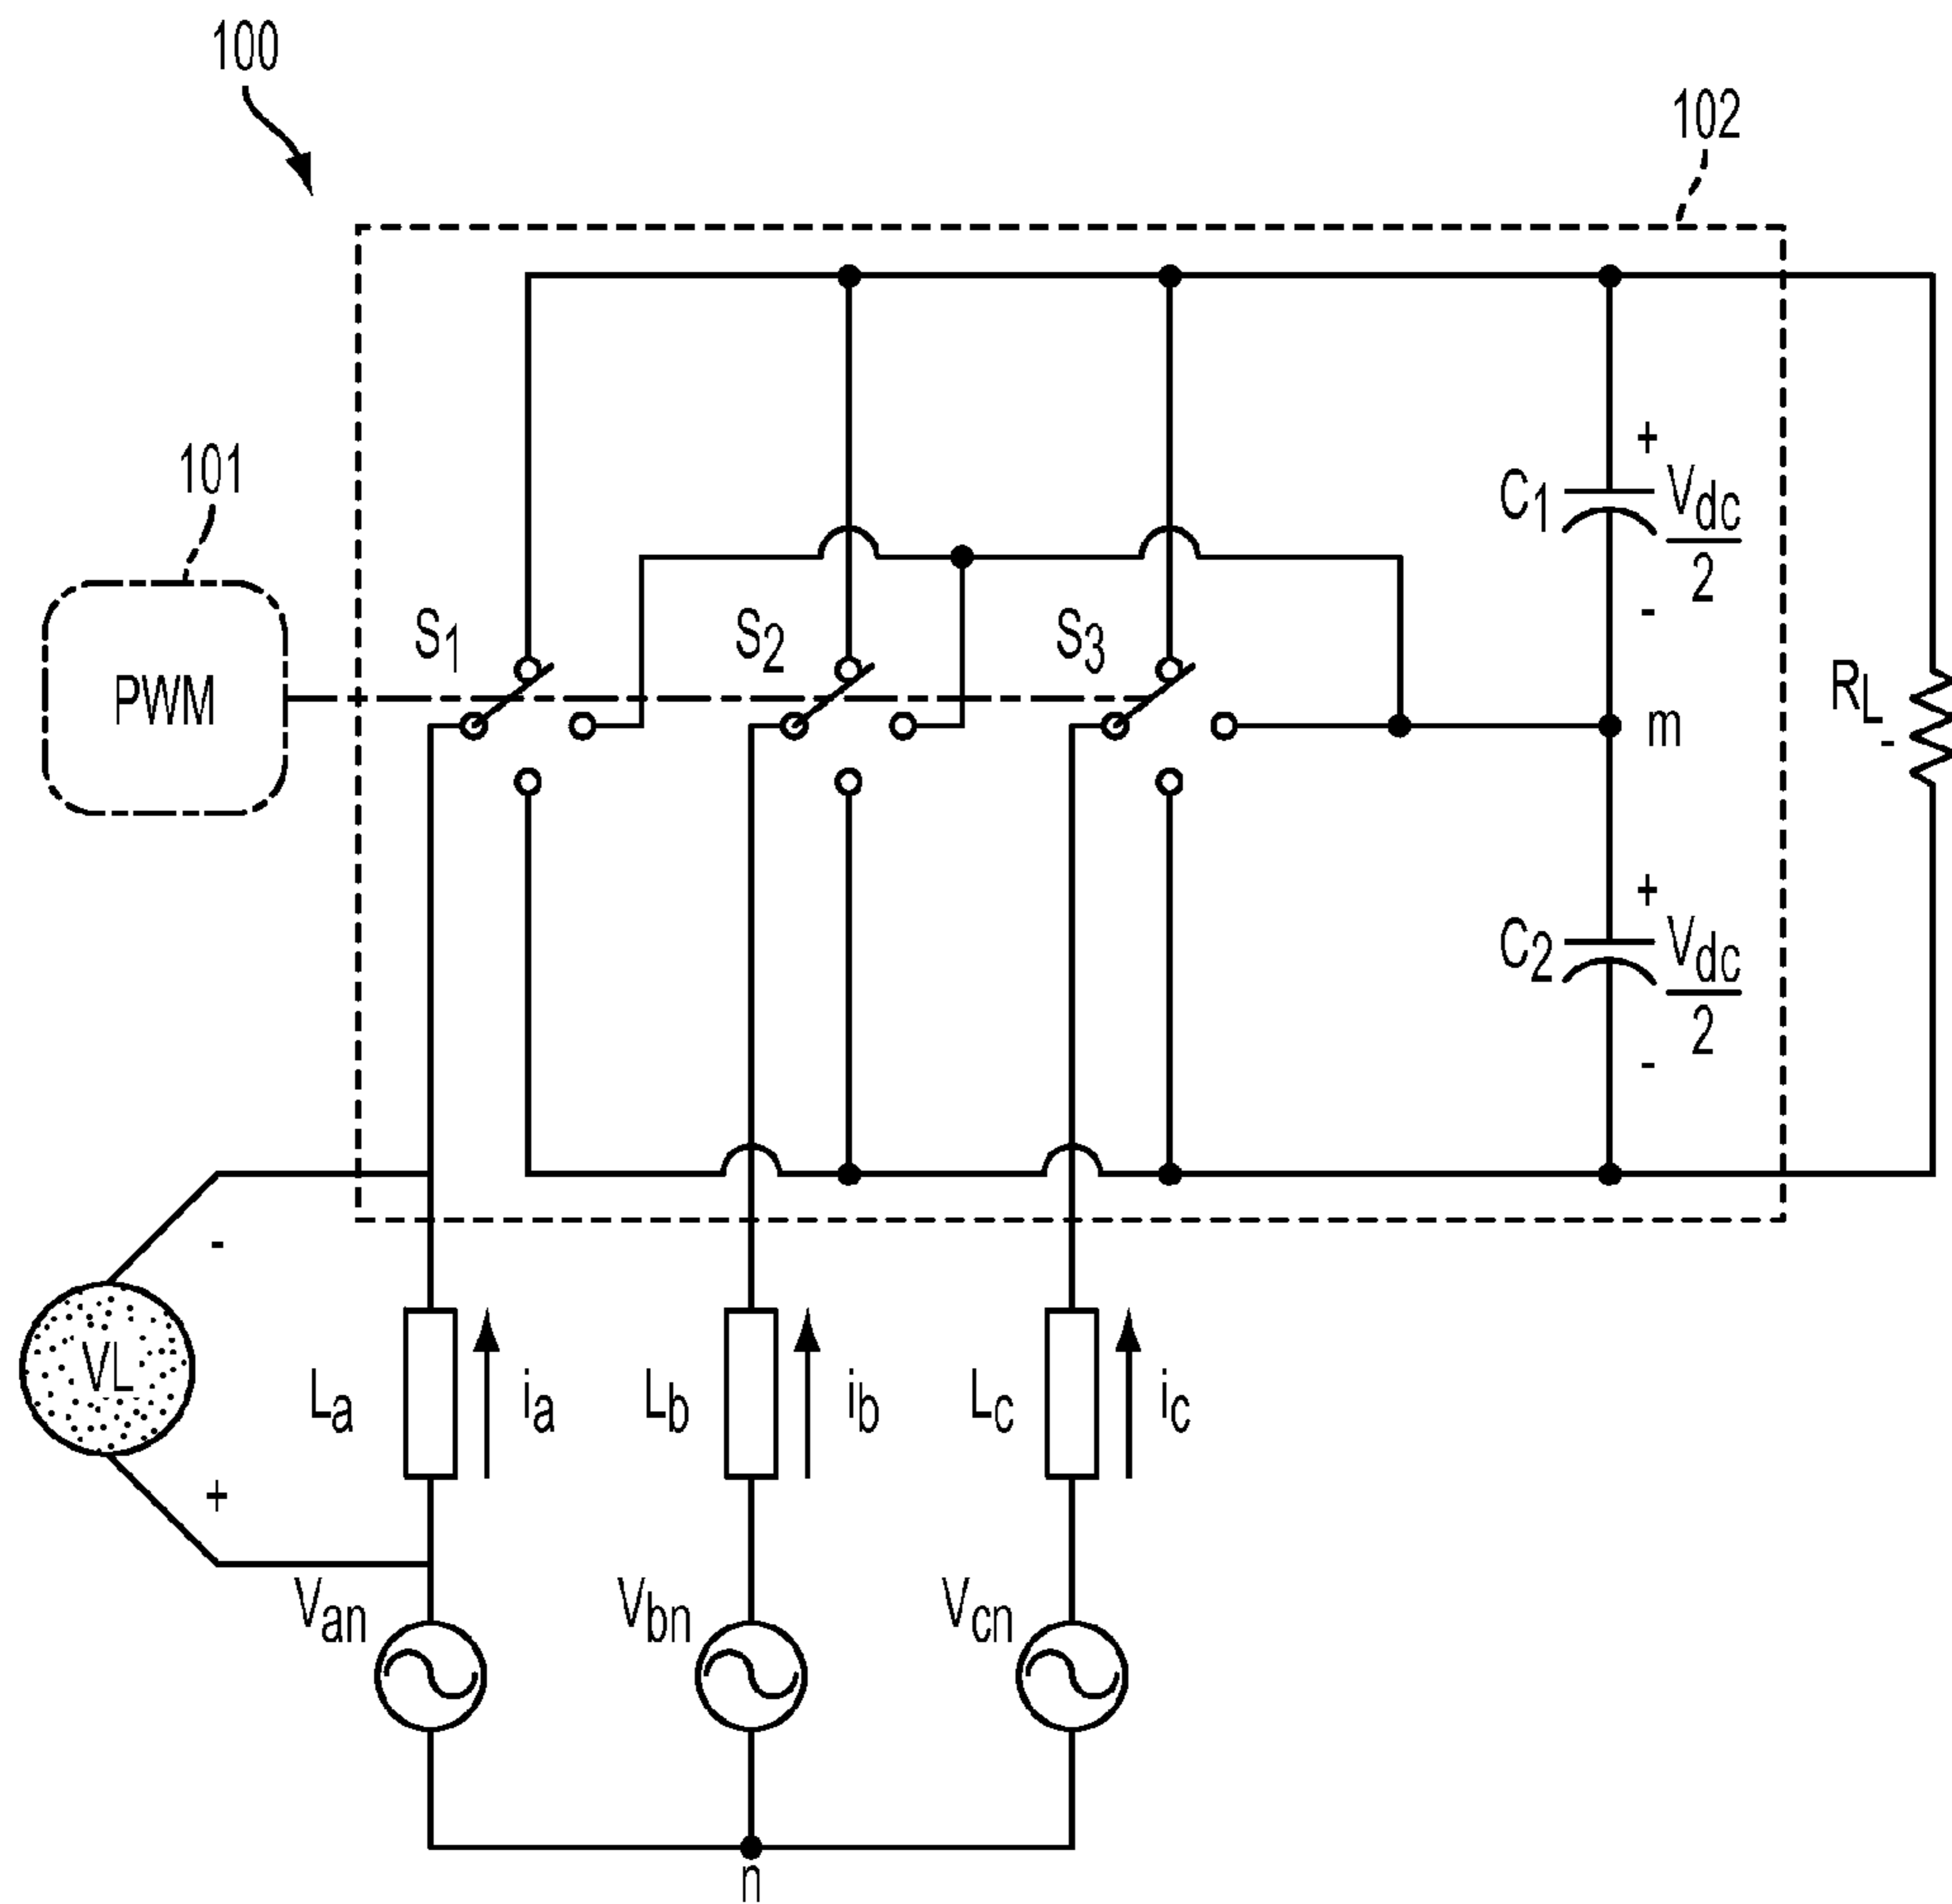 100
102
101
PWM
S1
S2
S3
C1
+
Vdc
2
-
RL
-
m
C2
+
Vdc
2
-
-
VL
+
La
ia
Lb
ib
Lc
ic
Van
Vbn
Vcn
n